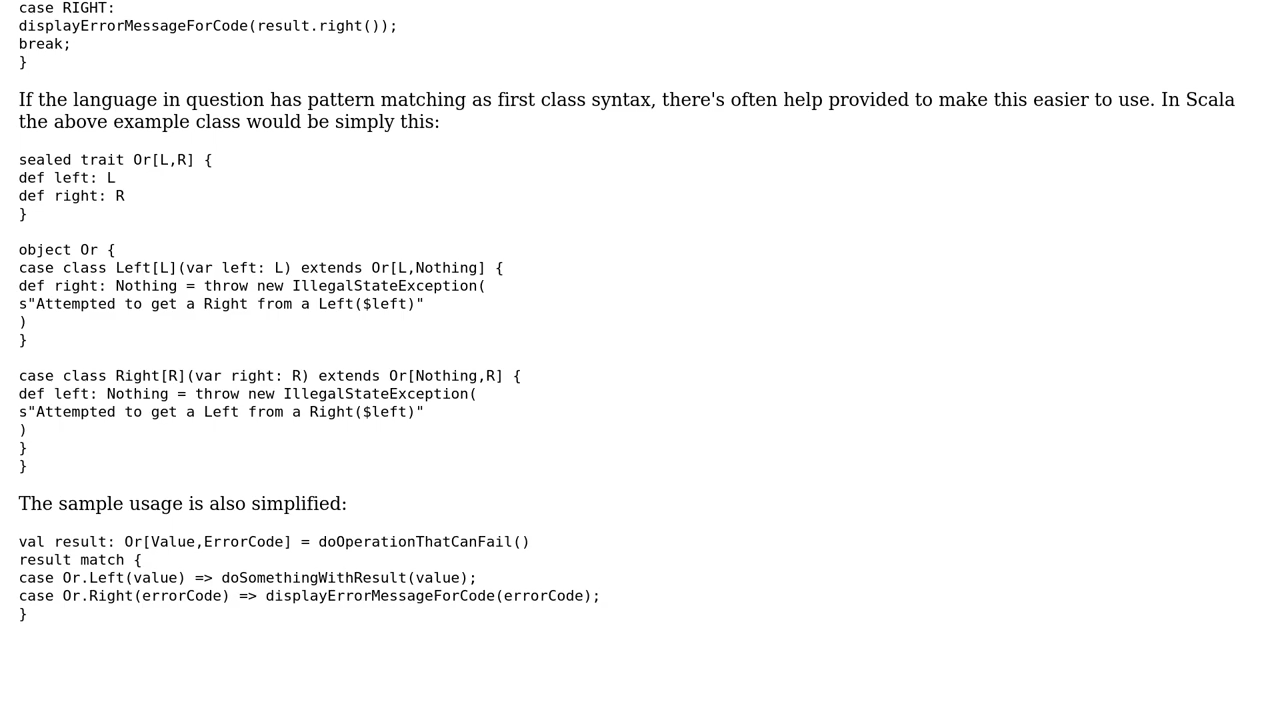 case RIGHT:
displayErrorMessageForCode(result.right());
break;
}
If the language in question has pattern matching as first class syntax, there's often help provided to make this easier to use. In Scala
the above example class would be simply this:
sealed trait Or[L,R] {
def left: L
def right: R
}
object Or {
case class Left[L](var left: L) extends Or[L,Nothing] {
def right: Nothing = throw new IllegalStateException(
s"Attempted to get a Right from a Left($left)"
)
}
case class Right[R](var right: R) extends Or[Nothing,R] {
def left: Nothing = throw new IllegalStateException(
s"Attempted to get a Left from a Right($left)"
)
}
}
The sample usage is also simplified:
val result: Or[Value,ErrorCode] = doOperationThatCanFail()
result match {
case Or.Left(value) => doSomethingWithResult(value);
case Or.Right(errorCode) => displayErrorMessageForCode(errorCode);
}